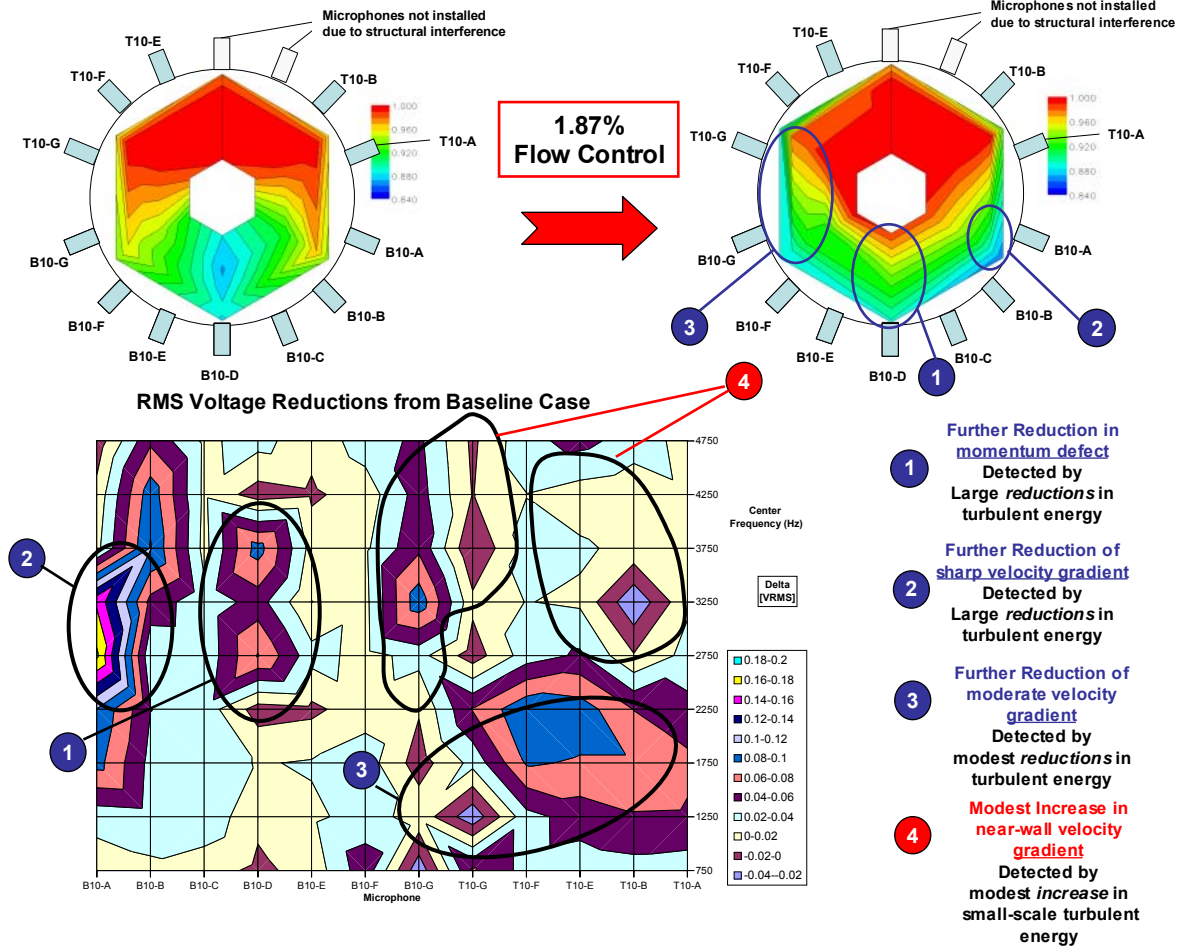 Microphones not installed
due to structural interference
T10-E
T10-F
T10-B
T10-G
T10-A
B10-G
B10-A
B10-F
B10-B
B10-E
B10-C
B10-D
1.000
0.960
0.920
0.880
0.840
1.87%
Flow Control
Microphones not installed
due to structural interference
T10-E
T10-F
T10-B
T10-G
T10-A
B10-G
B10-A
B10-F
B10-B
B10-E
B10-C
B10-D
1.000
0.960
0.920
0.880
0.840
3
2
1
4
RMS Voltage Reductions from Baseline Case
2
1
3
4750
4250
3750
3250
2750
2250
1750
1250
750
Center
Frequency (Hz)
B10-A
B10-B
B10-C
B10-D
B10-E
B10-F
B10-G
T10-G
T10-F
T10-E
T10-B
T10-A
Microphone
Delta
[VRMS]
0.18-0.2
0.16-0.18
0.14-0.16
0.12-0.14
0.1-0.12
0.08-0.1
0.06-0.08
0.04-0.06
0.02-0.04
0-0.02
-0.02-0
-0.04--0.02
1
Further Reduction in
momentum defect
Detected by
Large reductions in
turbulent energy
2
Further Reduction of
sharp velocity gradient
Detected by
Large reductions in
turbulent energy
3
Further Reduction of
moderate velocity
gradient
Detected by
modest reductions in
turbulent energy
4
Modest Increase in
near-wall velocity
gradient
Detected by
modest increase in
small-scale turbulent
energy